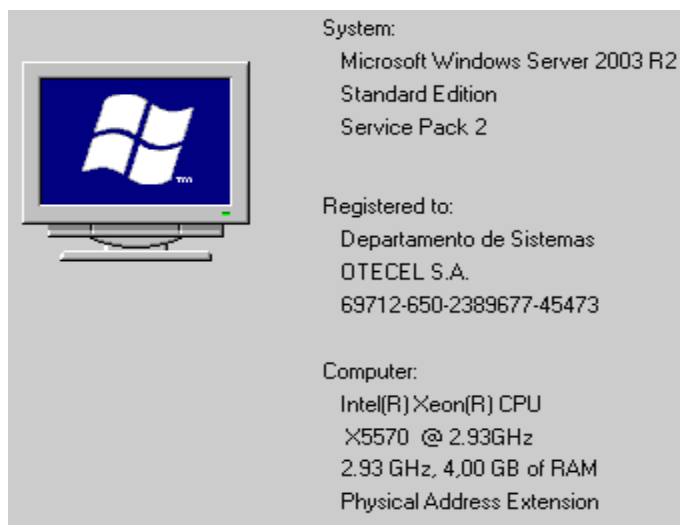 System:
Microsoft Windows Server 2003 R2
Standard Edition
Service Pack 2
Registered to:
Departamento de Sistemas
OTECEL S.A.
69712-650-2389677-45473
Computer:
Intel(R) Xeon(R) CPU
X5570 @ 2.93GHz
2.93 GHz, 4,00 GB of RAM
Physical Address Extension
TM